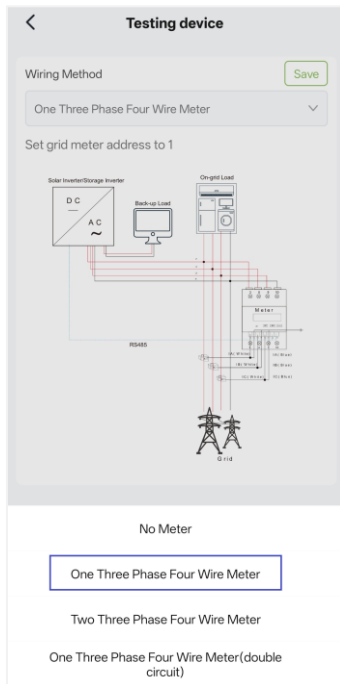 Testing device
Wiring Method
Save
One Three Phase Four Wire Meter
Set grid meter address to 1
Solar Inverter/Storage Inverter
On-grid Load
D C
Back-up Load
A C
Meter
RS485
Grid
No Meter
One Three Phase Four Wire Meter
Two Three Phase Four Wire Meter
One Three Phase Four Wire Meter(double
circuit)